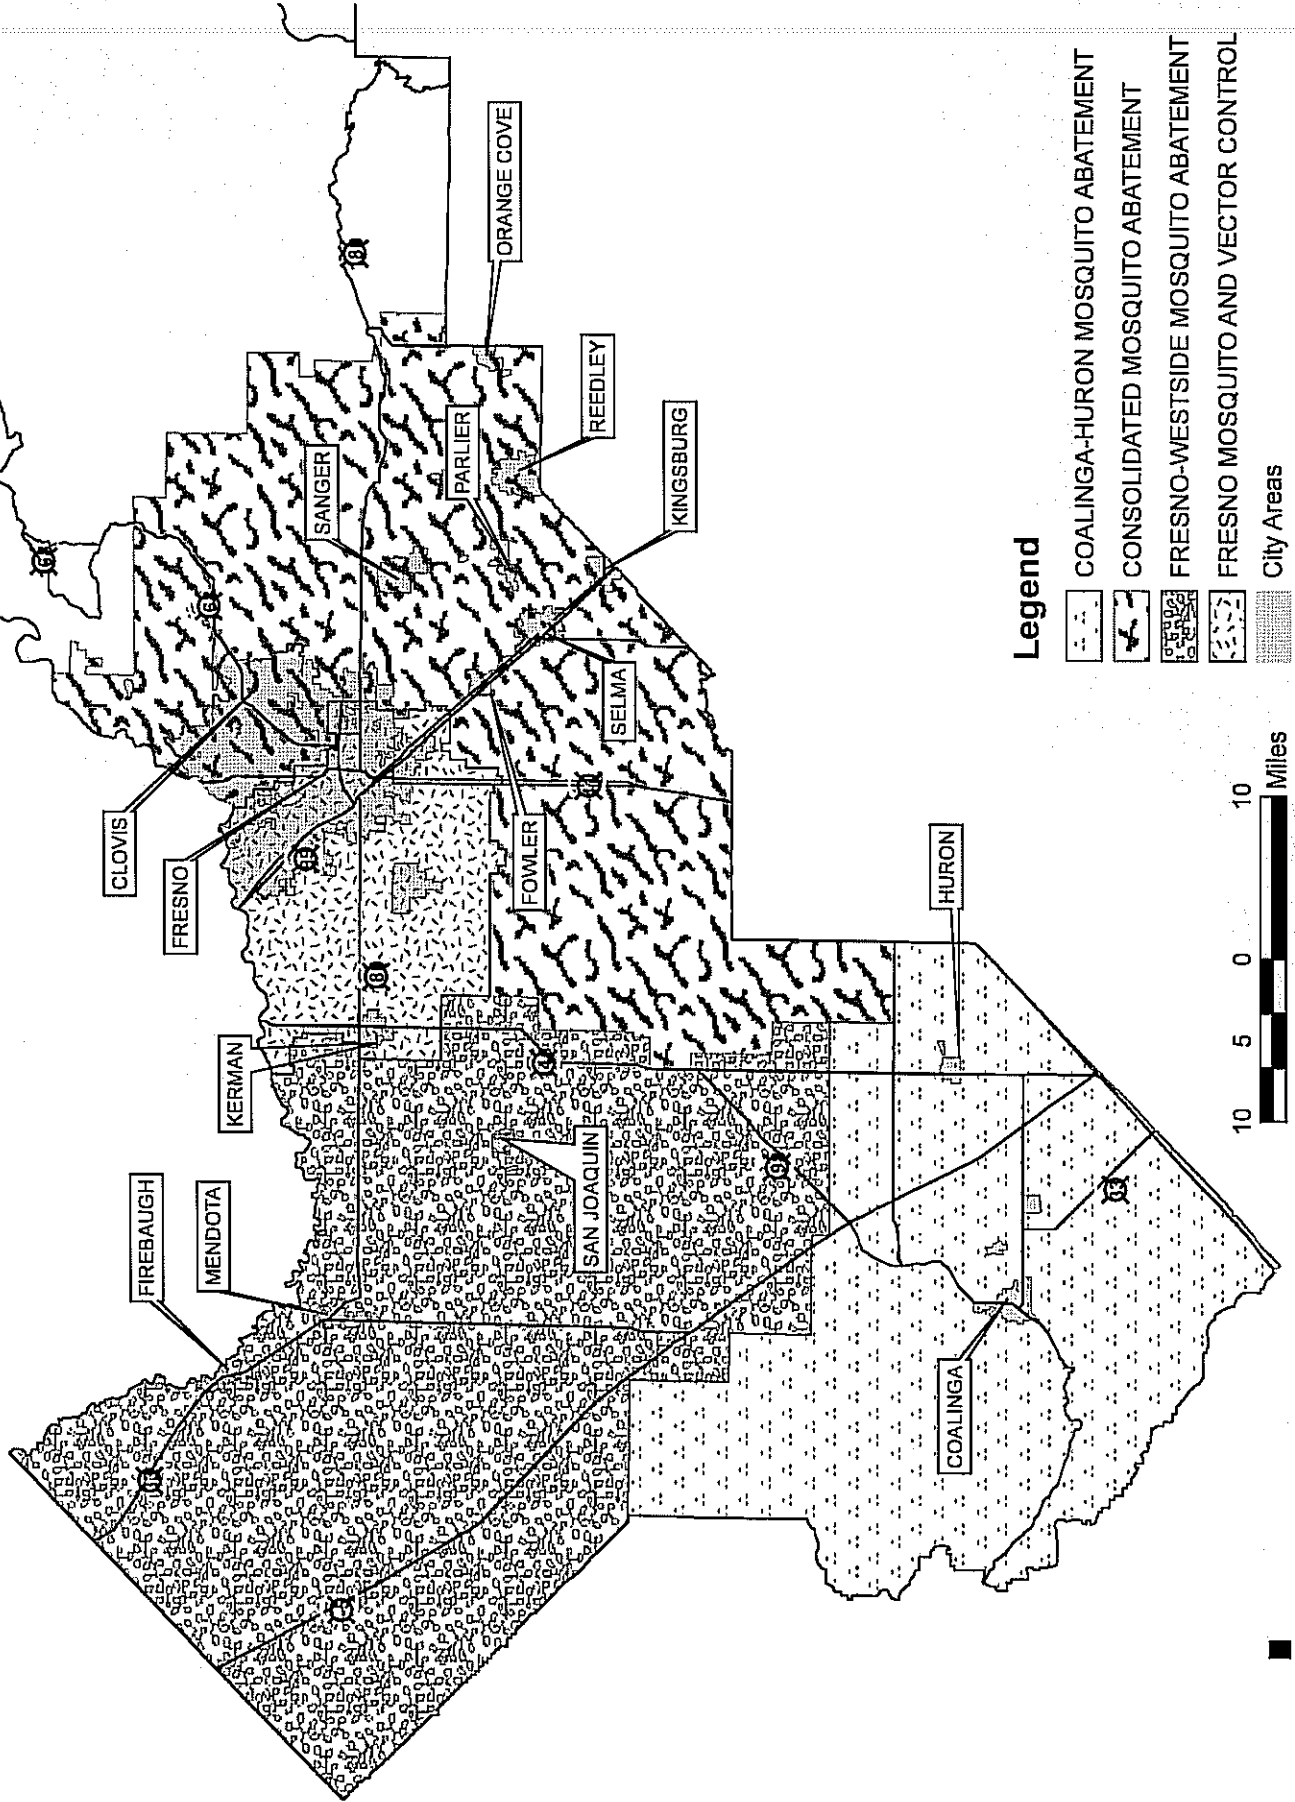 FIREBAUGH
MENDOTA
KERMAN
FRESNO
CLOVIS
SANGER
PARLIER
ORANGE COVE
REEDLEY
KINGSBURG
SELMA
FOWLER
SAN JOAQUIN
HURON
COALINGA
Legend
COALINGA-HURON MOSQUITO ABATEMENT
CONSOLIDATED MOSQUITO ABATEMENT
FRESNO-WESTSIDE MOSQUITO ABATEMENT
FRESNO MOSQUITO AND VECTOR CONTROL
City Areas
10 5 0 10
Miles